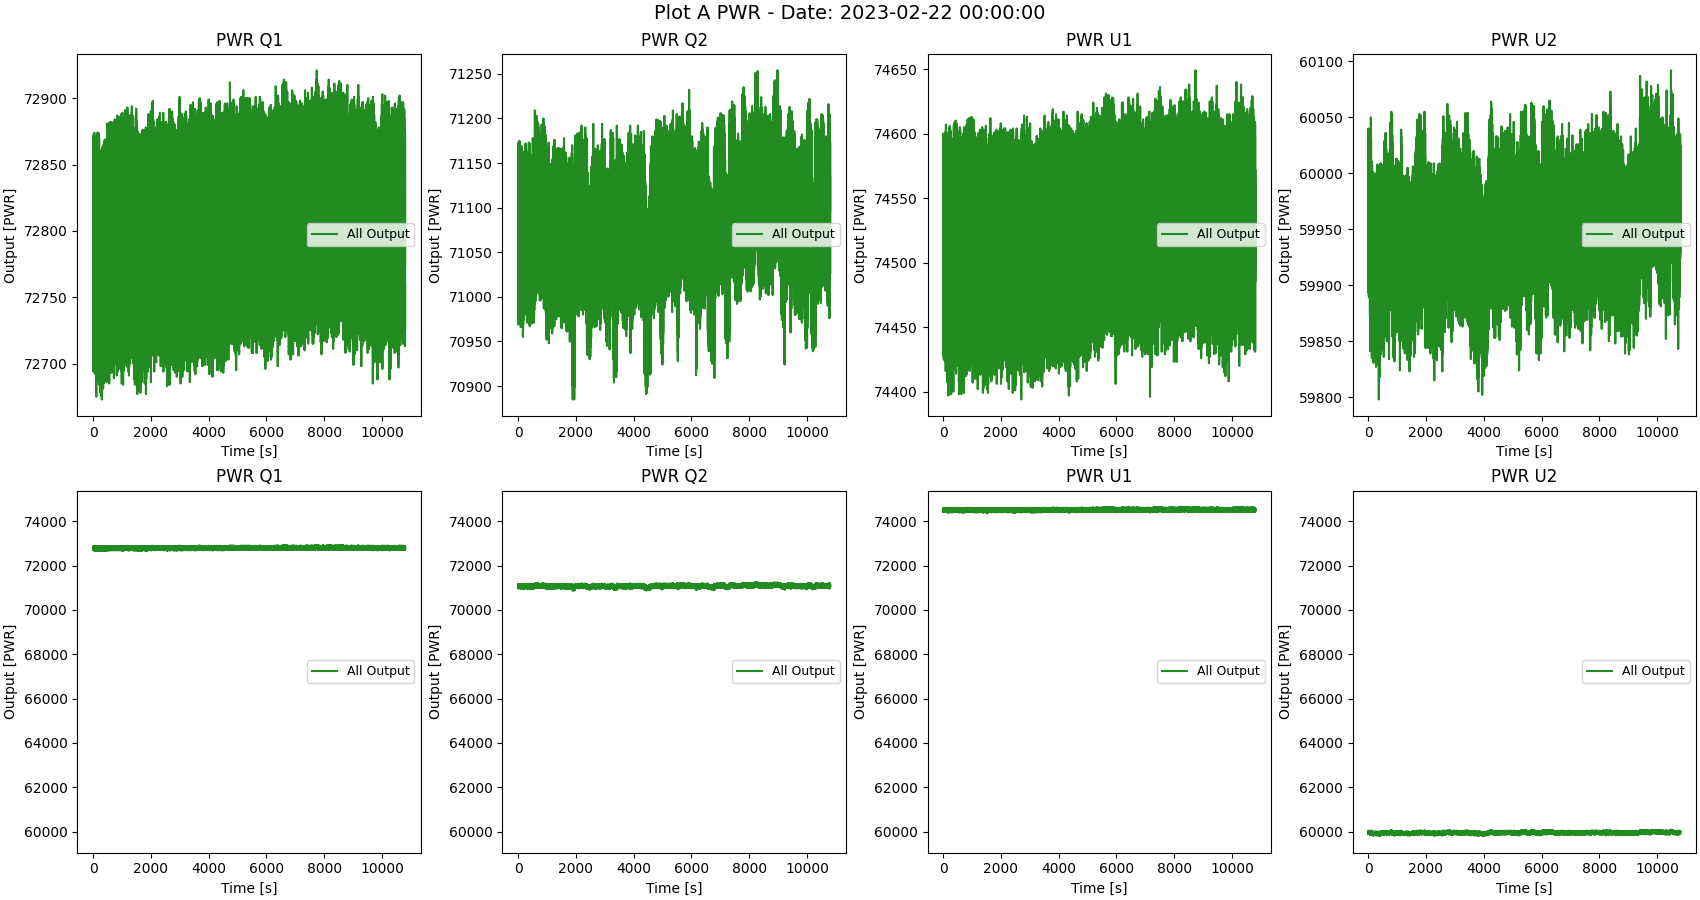 Plot A PWR - Date: 2023-02-22 00:00:00
PWR Q1
Output [PWR]
72900
72850
72800
72750
72700
0 2000 4000 6000 8000 10000
Time [s]
All Output
PWR Q2
Output [PWR]
71250
71200
71150
71100
71050
71000
70950
70900
0 2000 4000 6000 8000 10000
Time [s]
All Output
PWR U1
Output [PWR]
74650
74600
74550
74500
74450
74400
0 2000 4000 6000 8000 10000
Time [s]
All Output
PWR U2
Output [PWR]
60100
60050
60000
59950
59900
59850
59800
0 2000 4000 6000 8000 10000
Time [s]
All Output
PWR Q1
Output [PWR]
74000
72000
70000
68000
66000
64000
62000
60000
0 2000 4000 6000 8000 10000
Time [s]
All Output
PWR Q2
Output [PWR]
74000
72000
70000
68000
66000
64000
62000
60000
0 2000 4000 6000 8000 10000
Time [s]
All Output
PWR U1
Output [PWR]
74000
72000
70000
68000
66000
64000
62000
60000
0 2000 4000 6000 8000 10000
Time [s]
All Output
PWR U2
Output [PWR]
74000
72000
70000
68000
66000
64000
62000
60000
0 2000 4000 6000 8000 10000
Time [s]
All Output